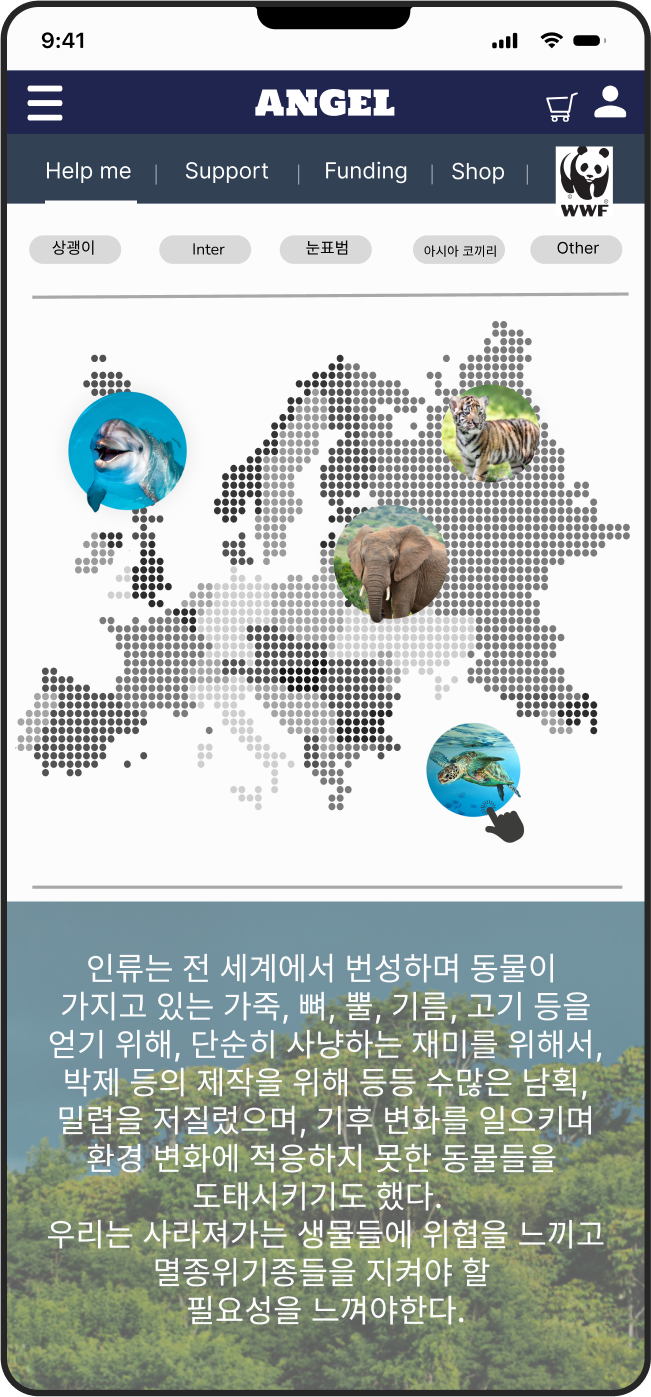 9:41
ANGEL
Help me | Support | Funding | Shop |
WWF
상괭이 Inter 눈표범 아시아 코끼리 Other
인류는 전 세계에서 번성하며 동물이
가지고 있는 가죽, 뼈, 뿔, 기름, 고기 등을
얻기 위해, 단순히 사냥하는 재미를 위해서,
박제 등의 제작을 위해 등등 수많은 남획,
밀렵을 저질렀으며, 기후 변화를 일으키며
환경 변화에 적응하지 못한 동물들을
도태시키기도 했다.
우리는 사라져가는 생물들에 위협을 느끼고
멸종위기종들을 지켜야 할
필요성을 느껴야한다.